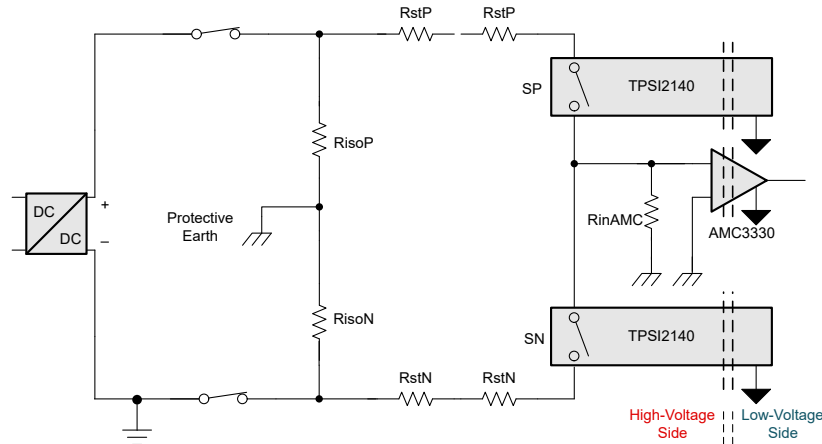 RstP
RstP
TPSI2140
SP
RisoP
DC
DC
+
–
Protective
Earth
RinAMC
AMC3330
RisoN
TPSI2140
SN
RstN
RstN
High-Voltage
Side
Low-Voltage
Side